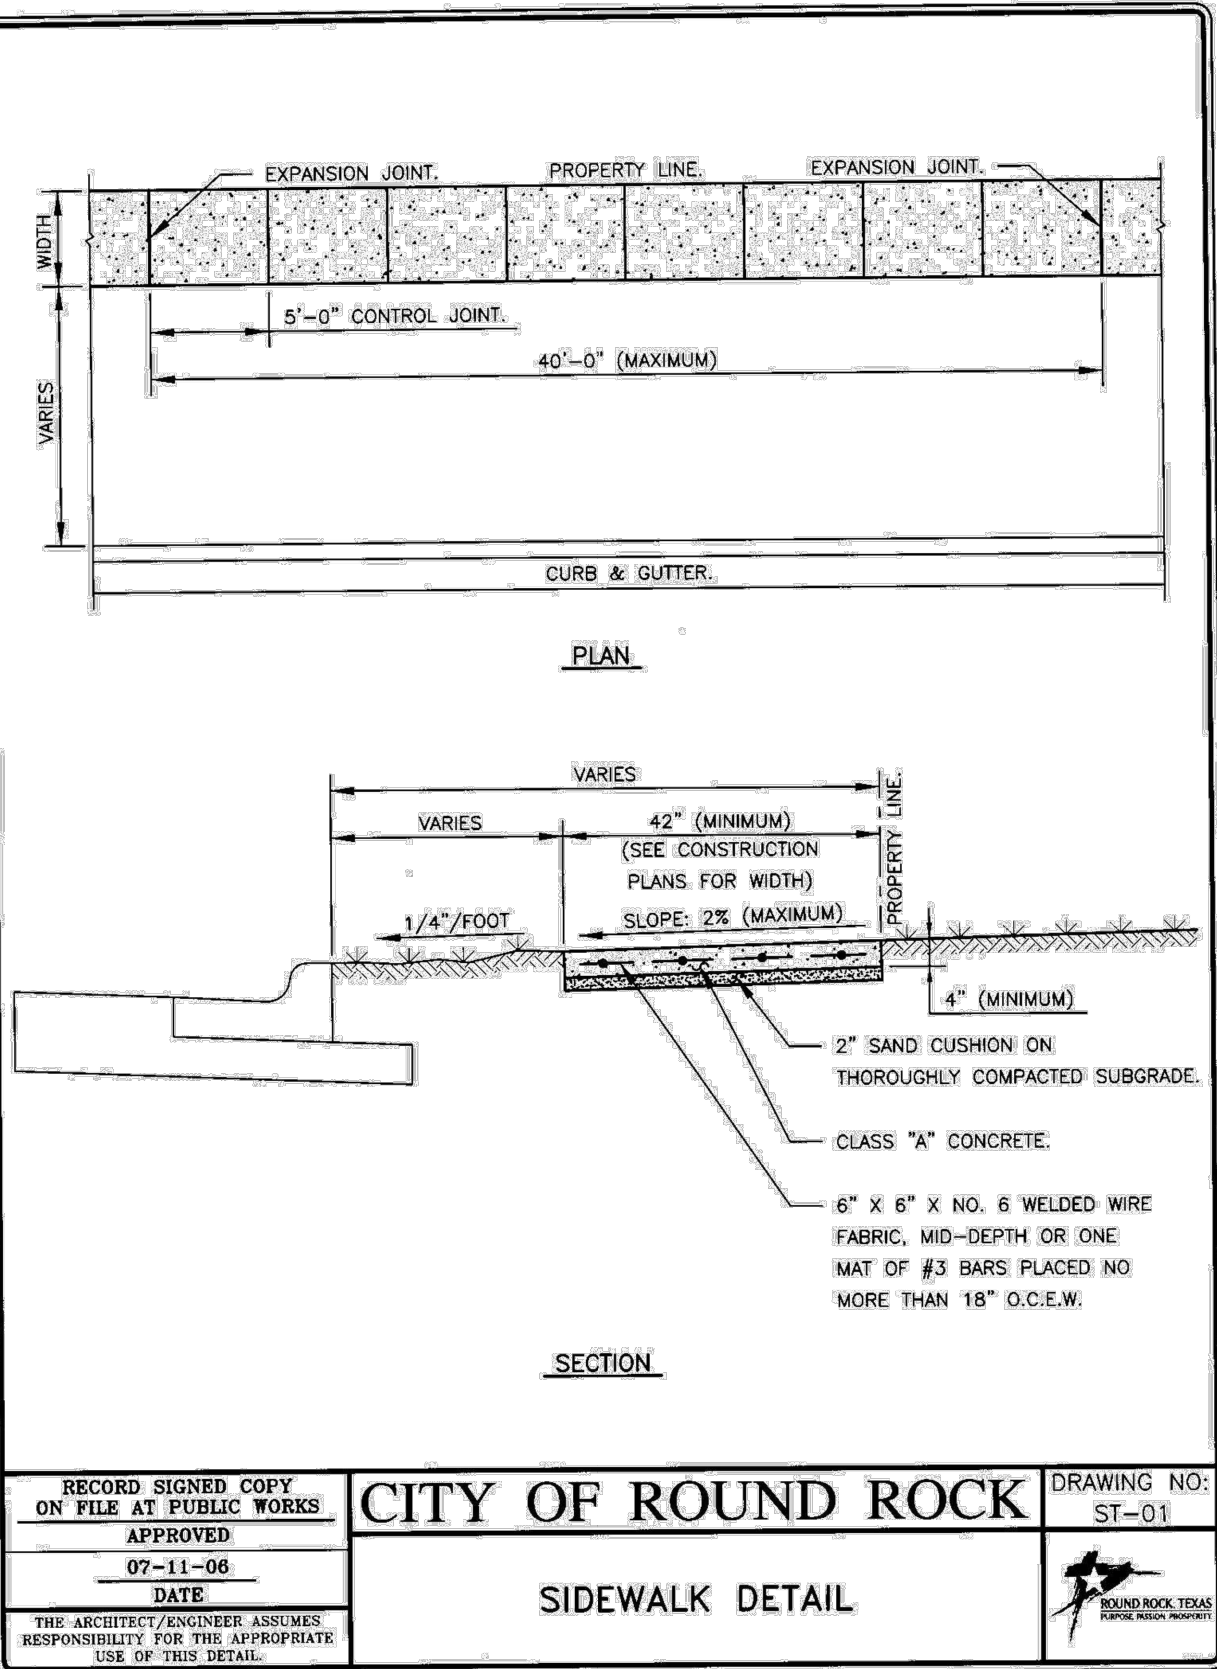 EXPANSION JOINT.
PROPERTY LINE.
EXPANSION JOINT.
WIDTH
5'-0" CONTROL JOINT.
40'-0" (MAXIMUM)
VARIES
CURB & GUTTER.
PLAN
VARIES
VARIES
42" (MINIMUM)
(SEE CONSTRUCTION
PLANS FOR WIDTH)
PROPERTY LINE.
1/4"/FOOT
SLOPE: 2% (MAXIMUM)
4" (MINIMUM)
2" SAND CUSHION ON
THOROUGHLY COMPACTED SUBGRADE.
CLASS "A" CONCRETE.
6" X 6" X NO. 6 WELDED WIRE
FABRIC, MID-DEPTH OR ONE
MAT OF #3 BARS PLACED NO
MORE THAN 18" O.C.E.W.
SECTION
RECORD SIGNED COPY
ON FILE AT PUBLIC WORKS
APPROVED
07-11-06
DATE
THE ARCHITECT/ENGINEER ASSUMES
RESPONSIBILITY FOR THE APPROPRIATE
USE OF THIS DETAIL.
CITY OF ROUND ROCK
SIDEWALK DETAIL
DRAWING NO:
ST-01
ROUND ROCK, TEXAS
PURPOSE. PASSION. PROSPERITY.